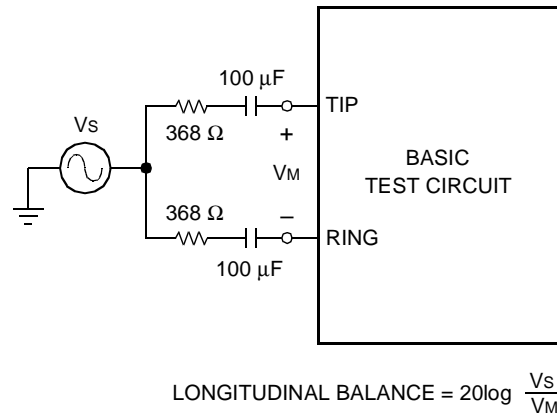 100 μF
TIP
Vs
368 Ω
+
VM
BASIC
TEST CIRCUIT
368 Ω
–
RING
100 μF
LONGITUDINAL BALANCE = 20log Vs/VM